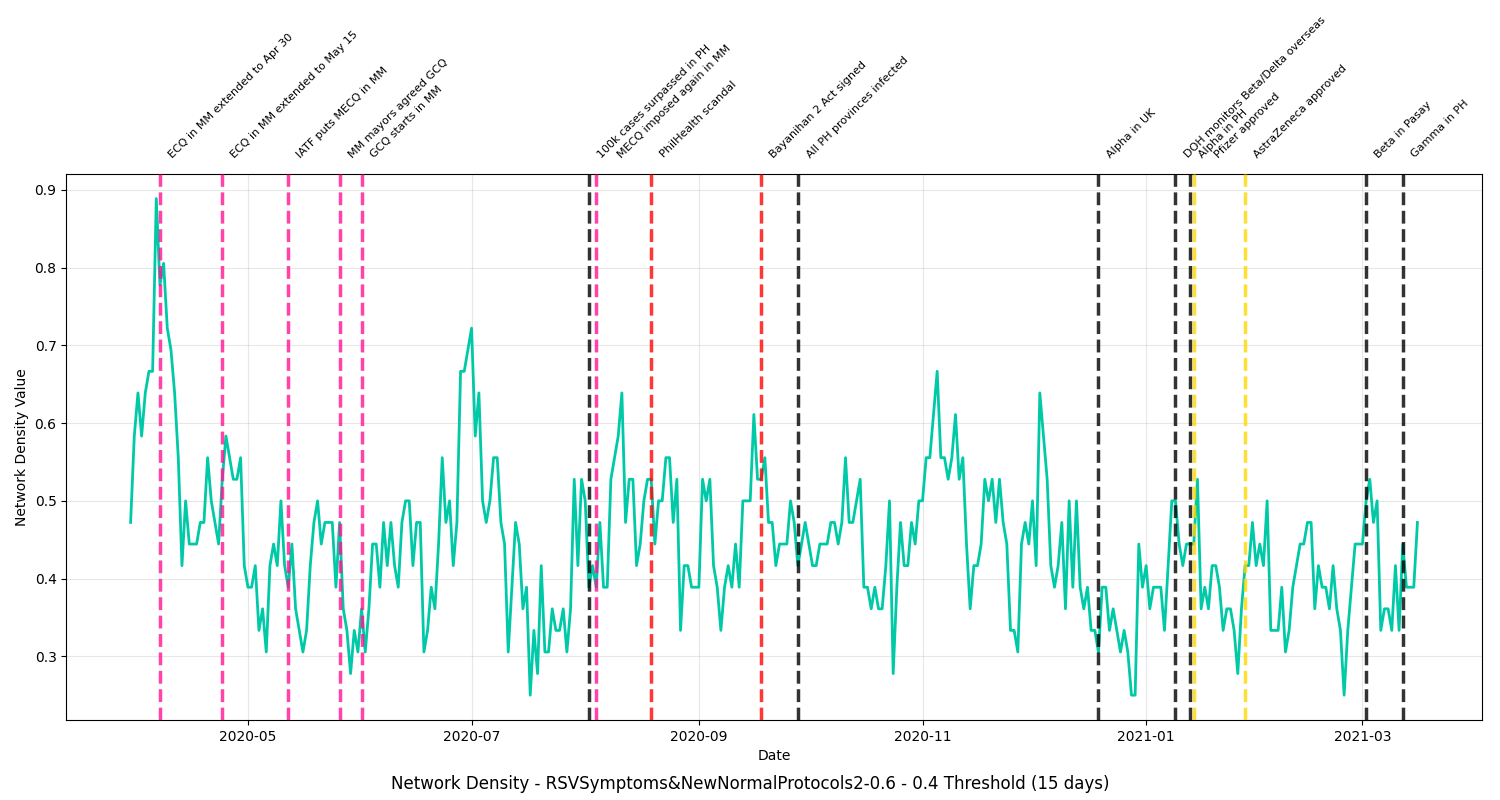 ECQ in MM extended to Apr 30
ECQ in MM extended to May 15
IATF puts MECQ in MM
MM mayors agreed GCQ
GCQ starts in MM
100k cases surpassed in PH
MECQ imposed again in MM
PhilHealth scandal
Bayanihan 2 Act signed
All PH provinces infected
Alpha in UK
DOH monitors Beta/Delta overseas
Alpha in PH
Pfizer approved
AstraZeneca approved
Beta in Pasay
Gamma in PH
0.9
0.8
0.7
0.6
0.5
0.4
0.3
Network Density Value
2020-05
2020-07
2020-09
2020-11
2021-01
2021-03
Date
Network Density - RSVSymptoms&NewNormalProtocols2-0.6 - 0.4 Threshold (15 days)